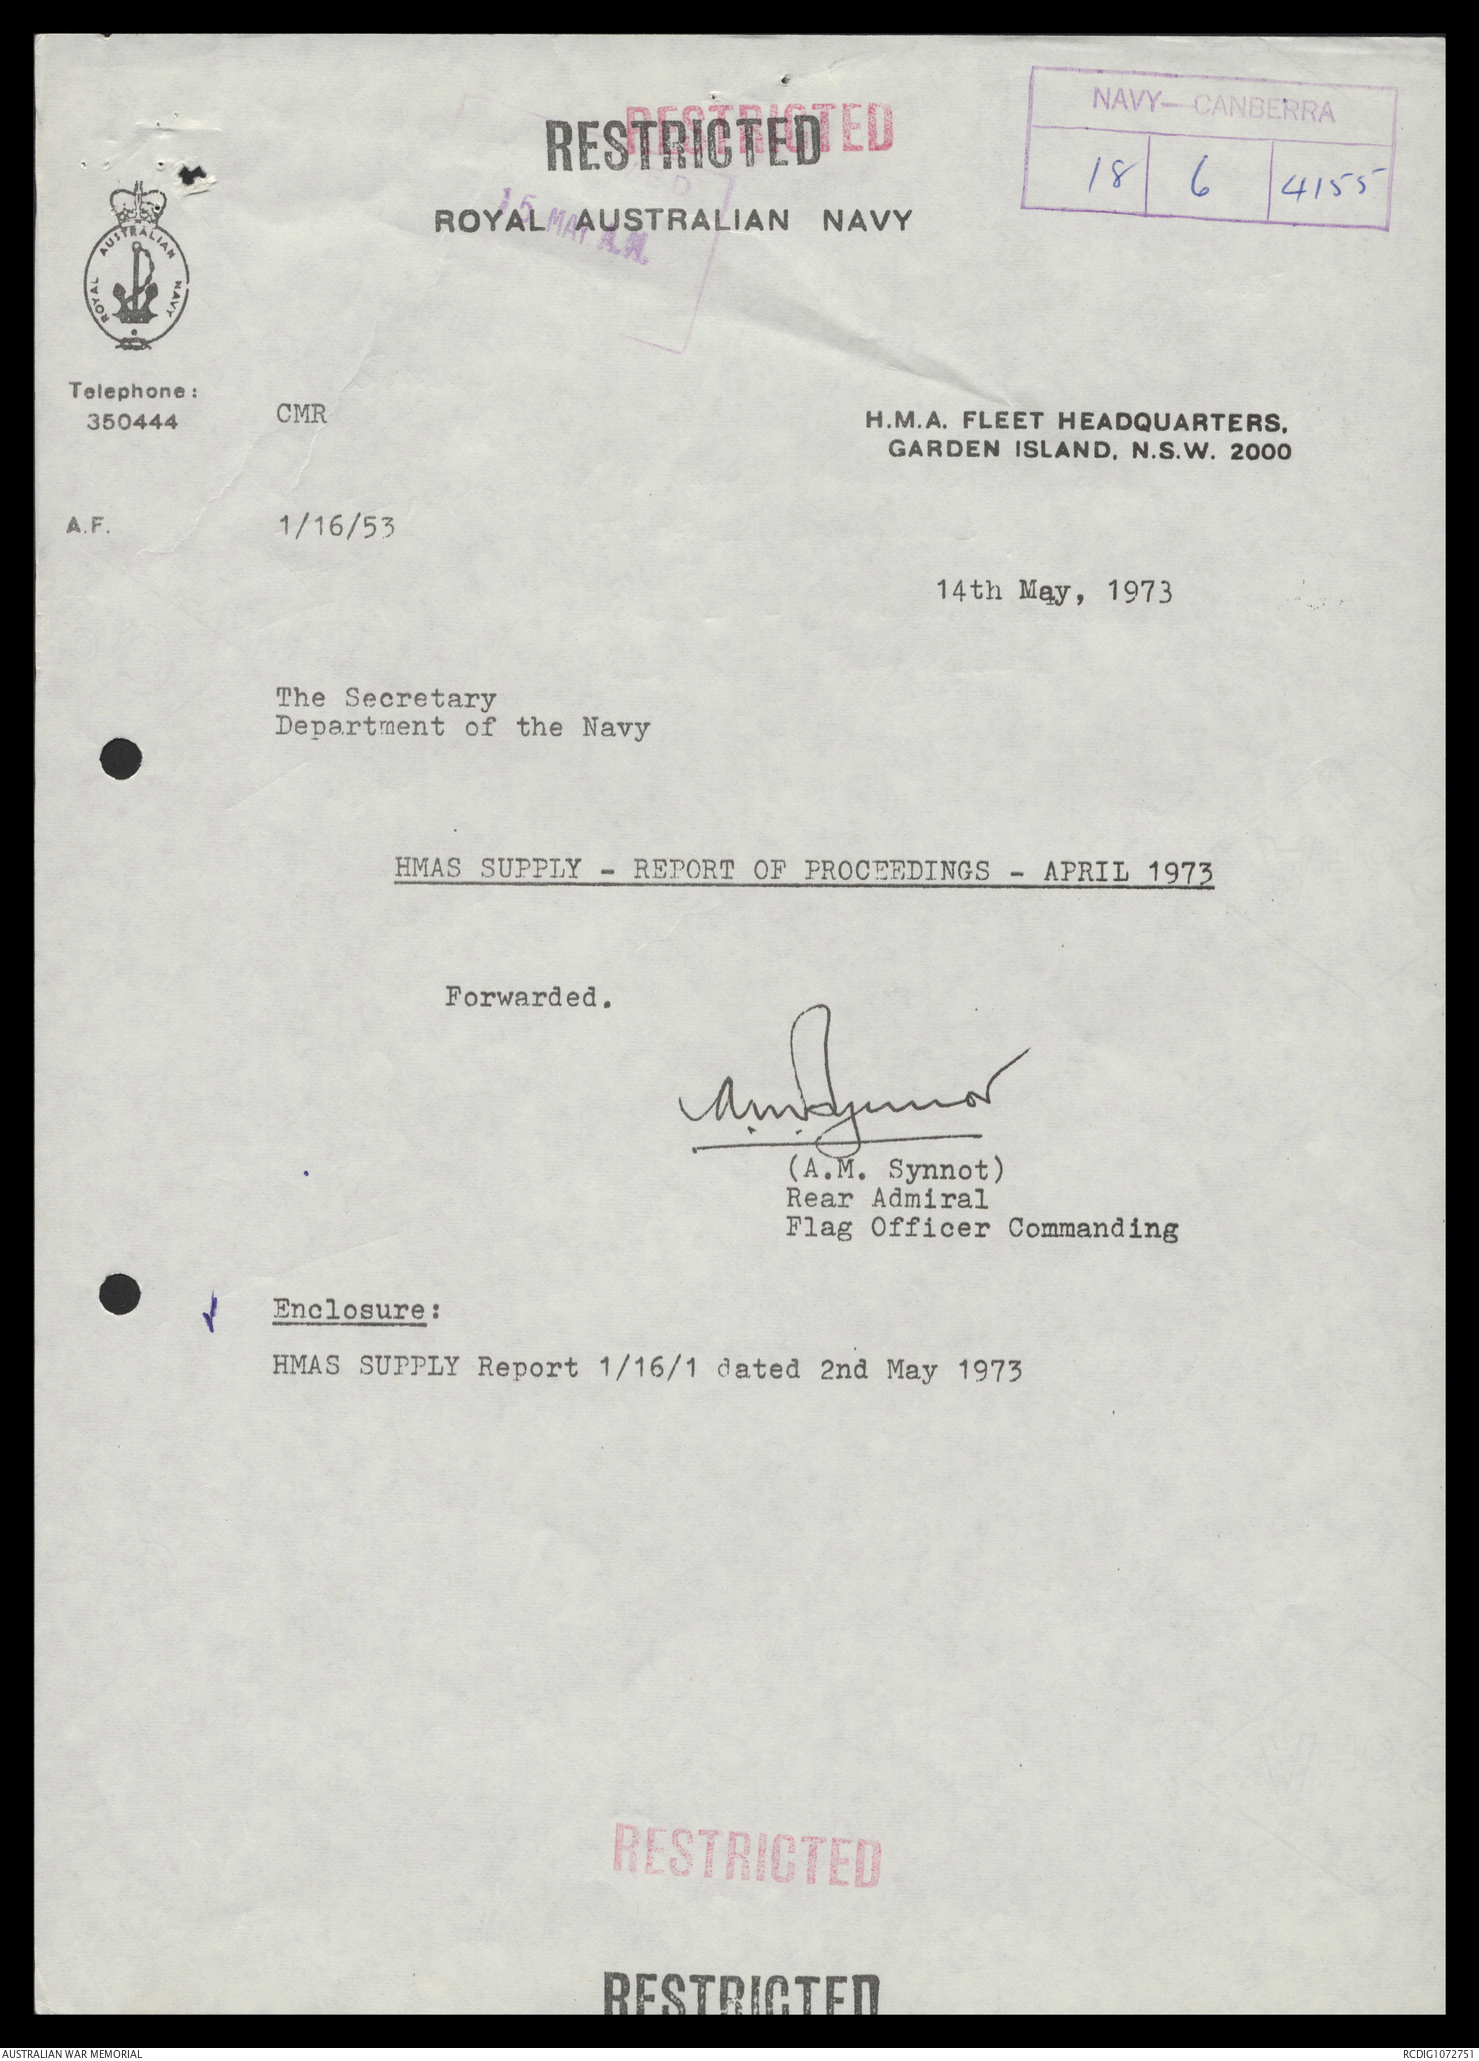 RESTRICTED
RESTRICTED
NAVY—CANBERRA
18 6 4155
15 MAY A.M.
ROYAL AUSTRALIAN NAVY
ROYAL AUSTRALIAN NAVY
Telephone:
350444
CMR
H.M.A. FLEET HEADQUARTERS,
GARDEN ISLAND, N.S.W. 2000
A.F. 1/16/53
14th May, 1973
The Secretary
Department of the Navy
HMAS SUPPLY - REPORT OF PROCEEDINGS - APRIL 1973
Forwarded.
A.M. Synnot
(A.M. Synnot)
Rear Admiral
Flag Officer Commanding
Enclosure:
HMAS SUPPLY Report 1/16/1 dated 2nd May 1973
RESTRICTED
RESTRICTED
AUSTRALIAN WAR MEMORIAL
RCDIG1072751